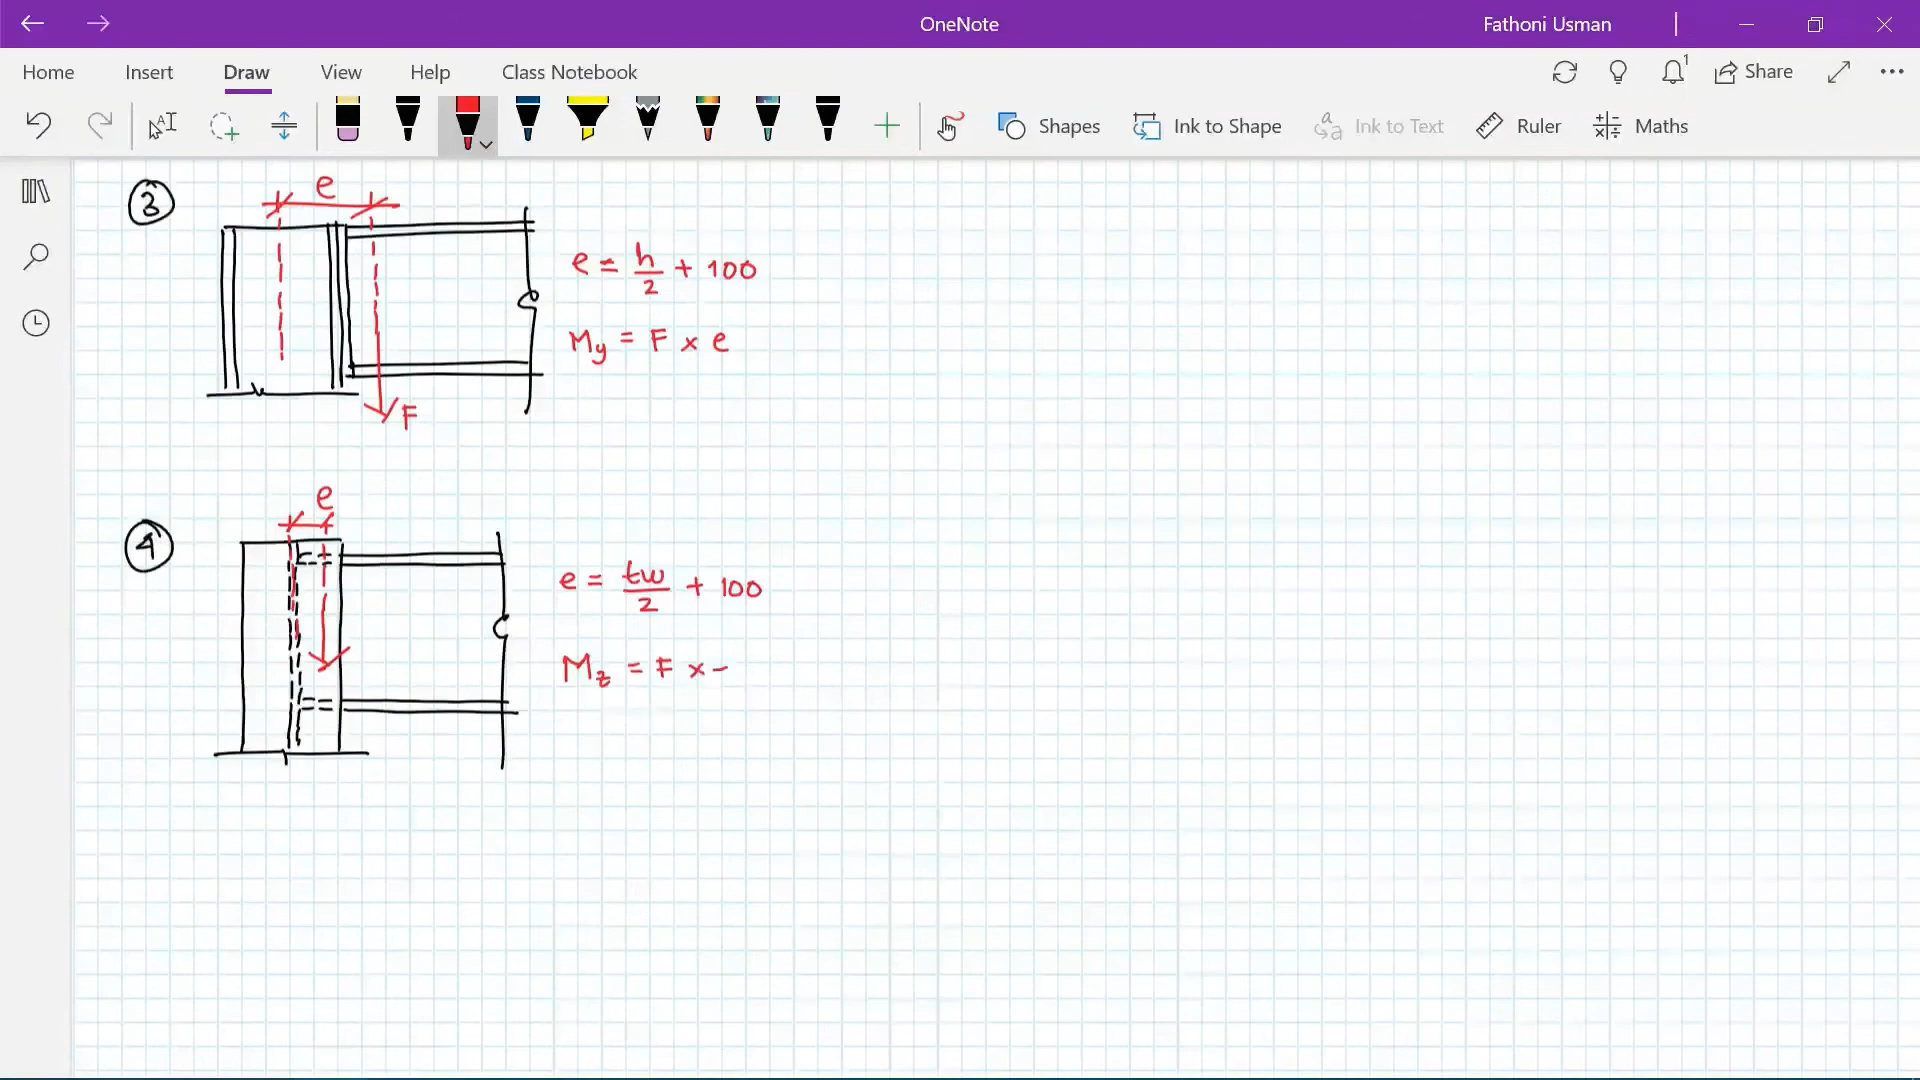 OneNote
Fathoni Usman
Home Insert Draw View Help Class Notebook
1
Share
Shapes Ink to Shape Ink to Text Ruler Maths
3
e
e = h/2 + 100
My = F x e
F
4
e
e = tw/2 + 100
Mz = F x -